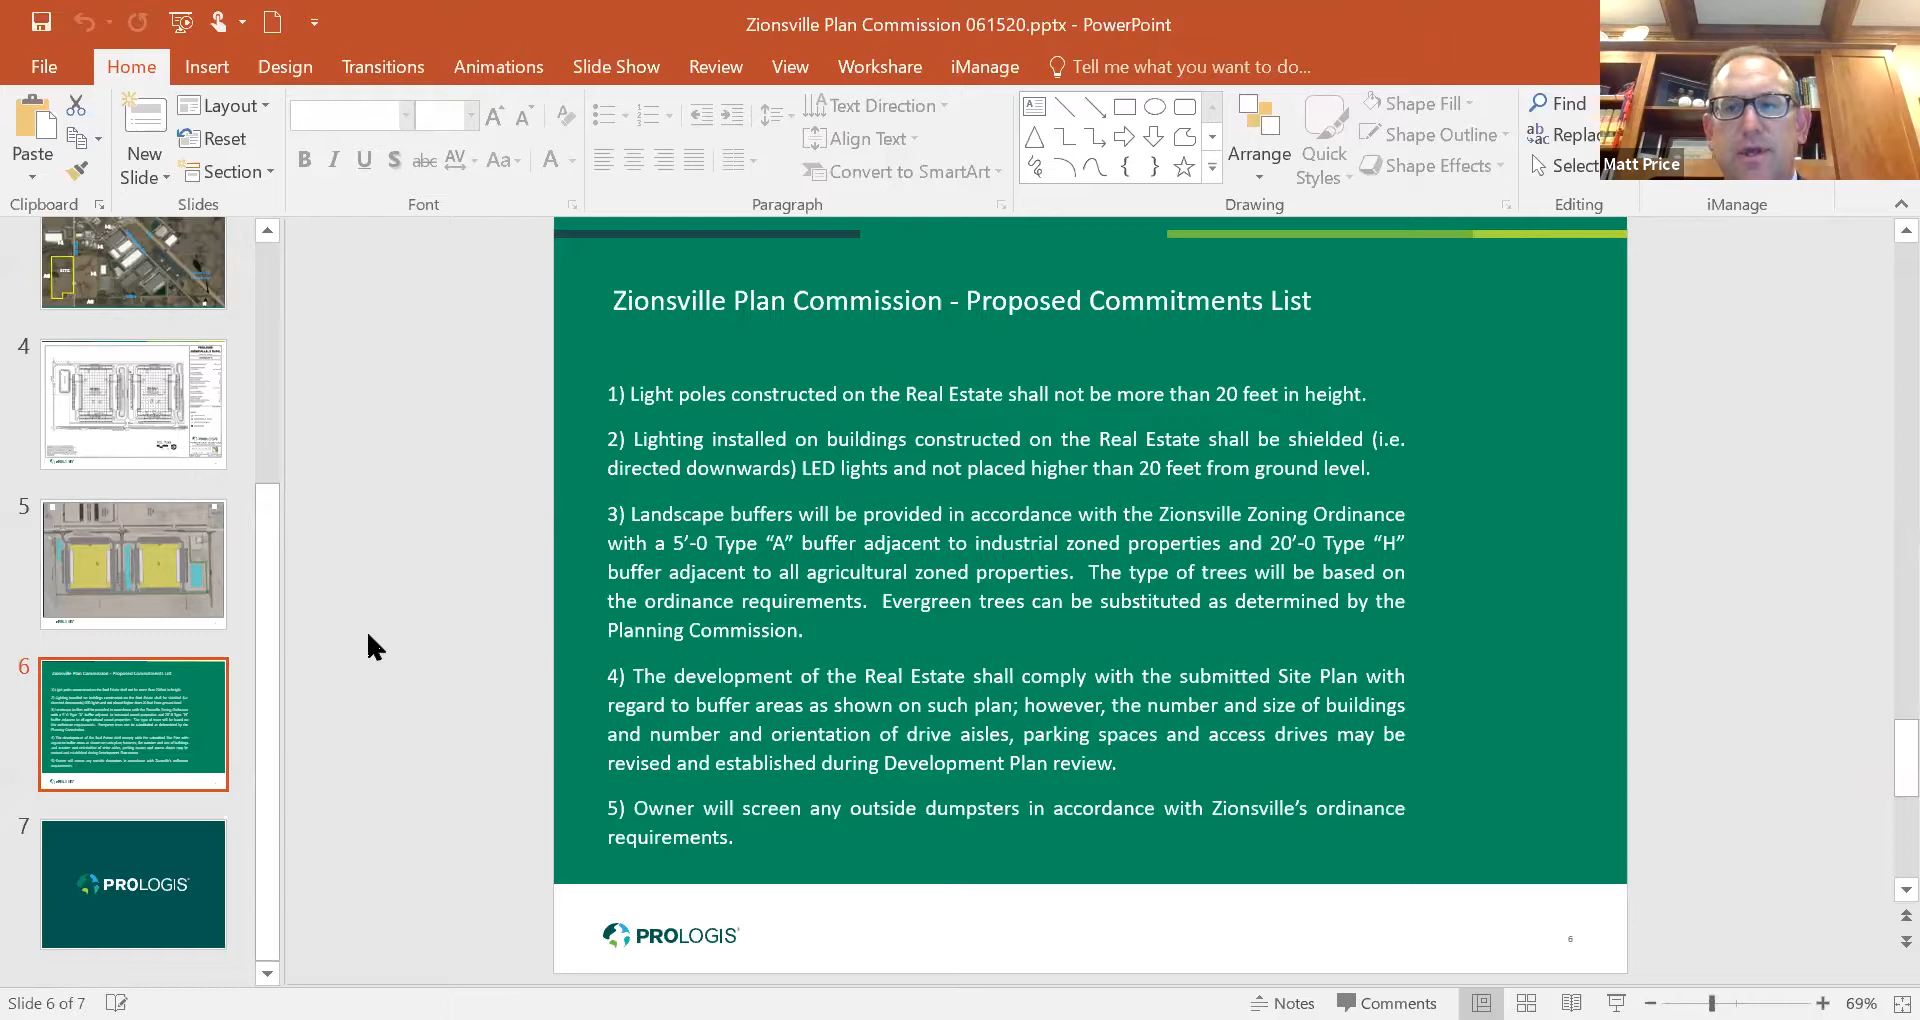 Zionsville Plan Commission 061520.pptx - PowerPoint
File Home Insert Design Transitions Animations Slide Show Review View Workshare iManage Tell me what you want to do...
Paste
New
Slide
Layout
Reset
Section
B I U S abc AV Aa A
Text Direction
Align Text
Convert to SmartArt
Arrange
Quick
Styles
Shape Fill
Shape Outline
Shape Effects
Find
Replac
Select
Matt Price
Clipboard Slides Font Paragraph Drawing Editing iManage
4
5
6
7
PROLOGIS
Zionsville Plan Commission - Proposed Commitments List
1) Light poles constructed on the Real Estate shall not be more than 20 feet in height.
2) Lighting installed on buildings constructed on the Real Estate shall be shielded (i.e.
directed downwards) LED lights and not placed higher than 20 feet from ground level.
3) Landscape buffers will be provided in accordance with the Zionsville Zoning Ordinance
with a 5’-0 Type “A” buffer adjacent to industrial zoned properties and 20’-0 Type “H”
buffer adjacent to all agricultural zoned properties. The type of trees will be based on
the ordinance requirements. Evergreen trees can be substituted as determined by the
Planning Commission.
4) The development of the Real Estate shall comply with the submitted Site Plan with
regard to buffer areas as shown on such plan; however, the number and size of buildings
and number and orientation of drive aisles, parking spaces and access drives may be
revised and established during Development Plan review.
5) Owner will screen any outside dumpsters in accordance with Zionsville’s ordinance
requirements.
PROLOGIS
6
Slide 6 of 7
Notes Comments 69%